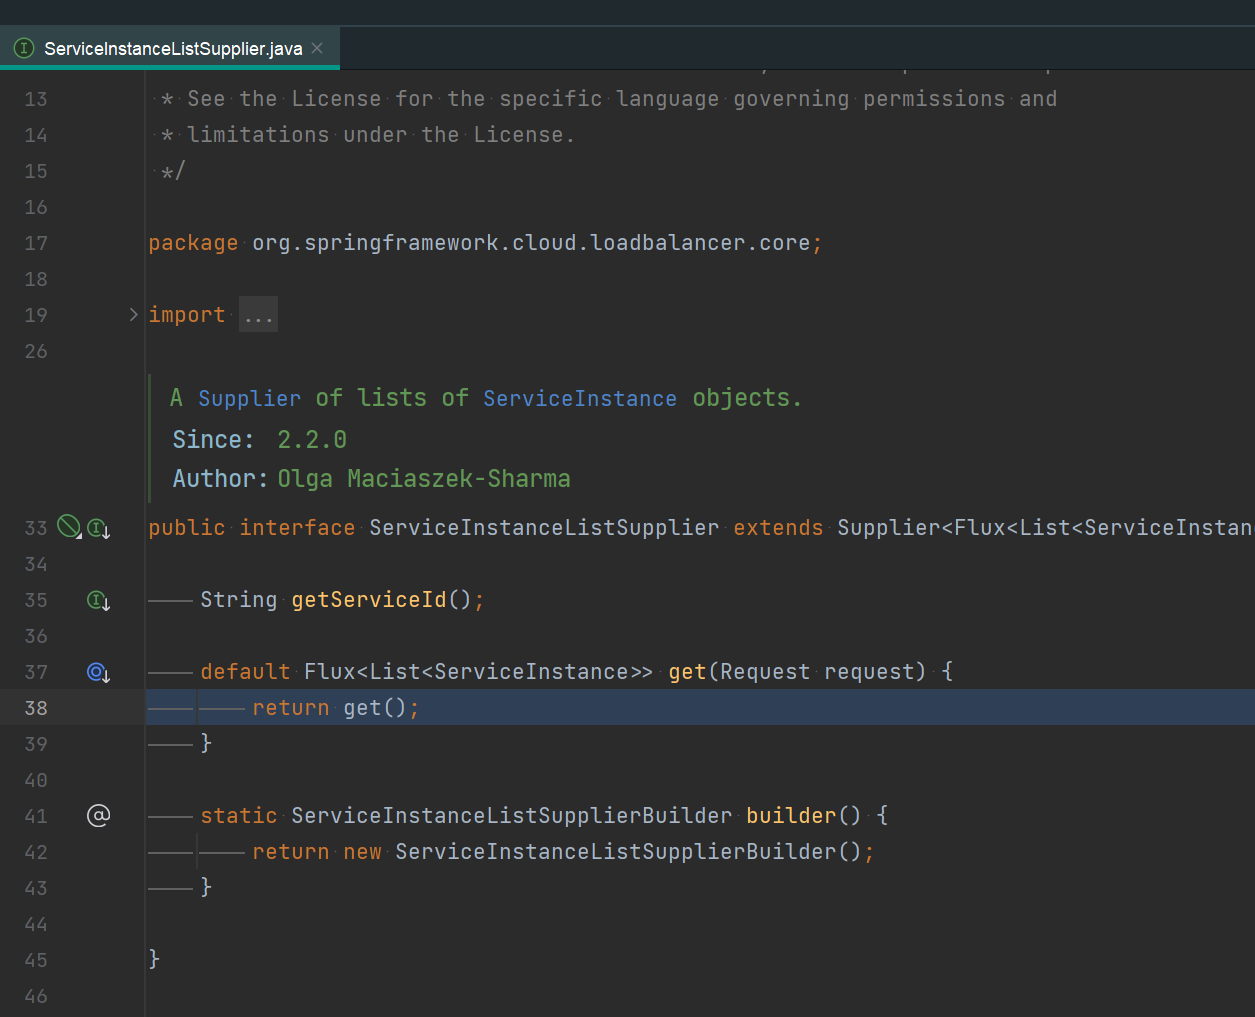 ServiceInstanceListSupplier.java
13 * See the License for the specific language governing permissions and
14 * limitations under the License.
15 */
16
17 package org.springframework.cloud.loadbalancer.core;
18
19 import ...
26
A Supplier of lists of ServiceInstance objects.
Since: 2.2.0
Author: Olga Maciaszek-Sharma
33 public interface ServiceInstanceListSupplier extends Supplier<Flux<List<ServiceInstan
34
35 String getServiceId();
36
37 default Flux<List<ServiceInstance>> get(Request request) {
38 return get();
39 }
40
41 static ServiceInstanceListSupplierBuilder builder() {
42 return new ServiceInstanceListSupplierBuilder();
43 }
44
45 }
46